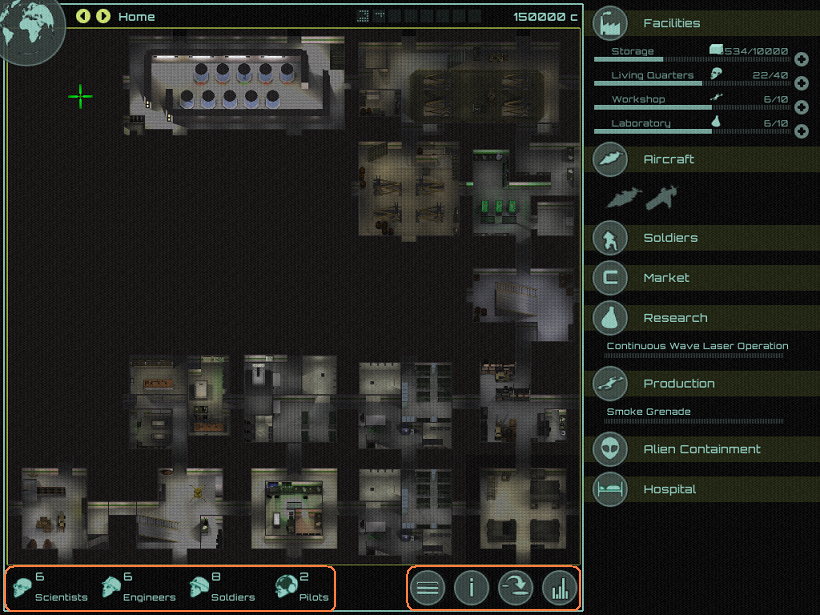 Home
150000 c
Facilities
Storage 5534/10000
Living Quarters 22/40
Workshop 6/10
Laboratory 6/10
Aircraft
Soldiers
Market
Research
Continuous Wave Laser Operation
Production
Smoke Grenade
Alien Containment
Hospital
6 Scientists
6 Engineers
8 Soldiers
2 Pilots